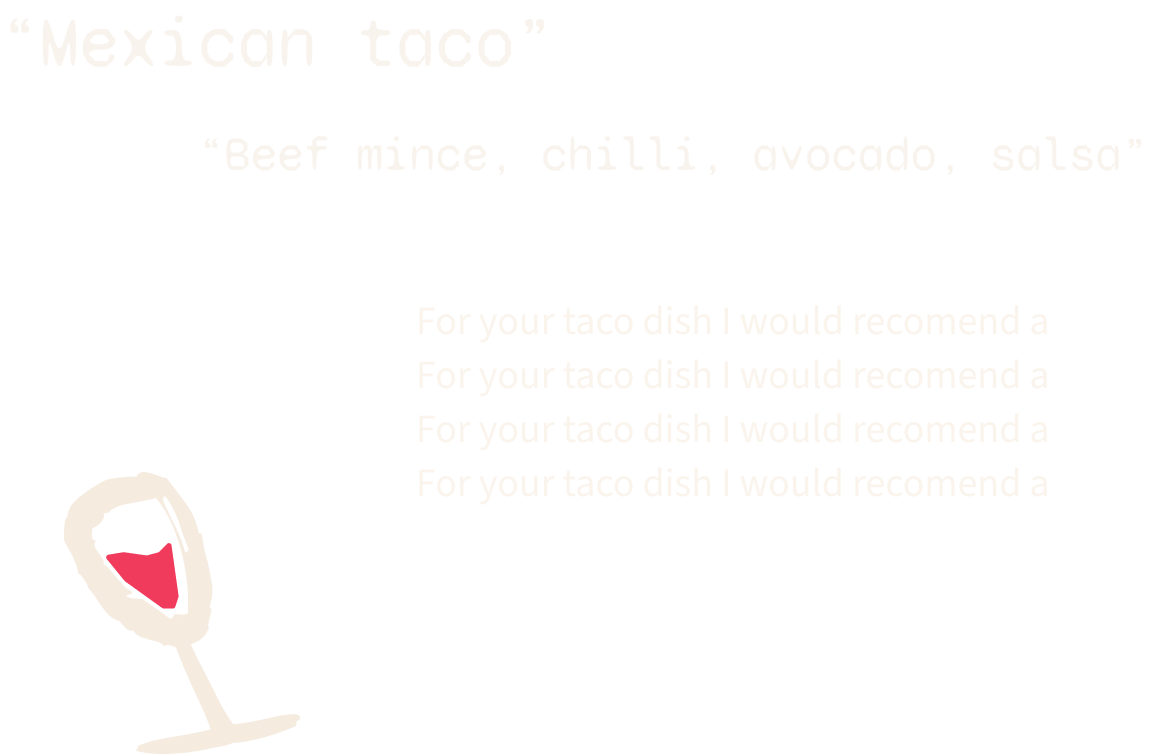 “Mexican taco”
“Beef mince, chilli, avocado, salsa”
For your taco dish I would recomend a
For your taco dish I would recomend a
For your taco dish I would recomend a
For your taco dish I would recomend a